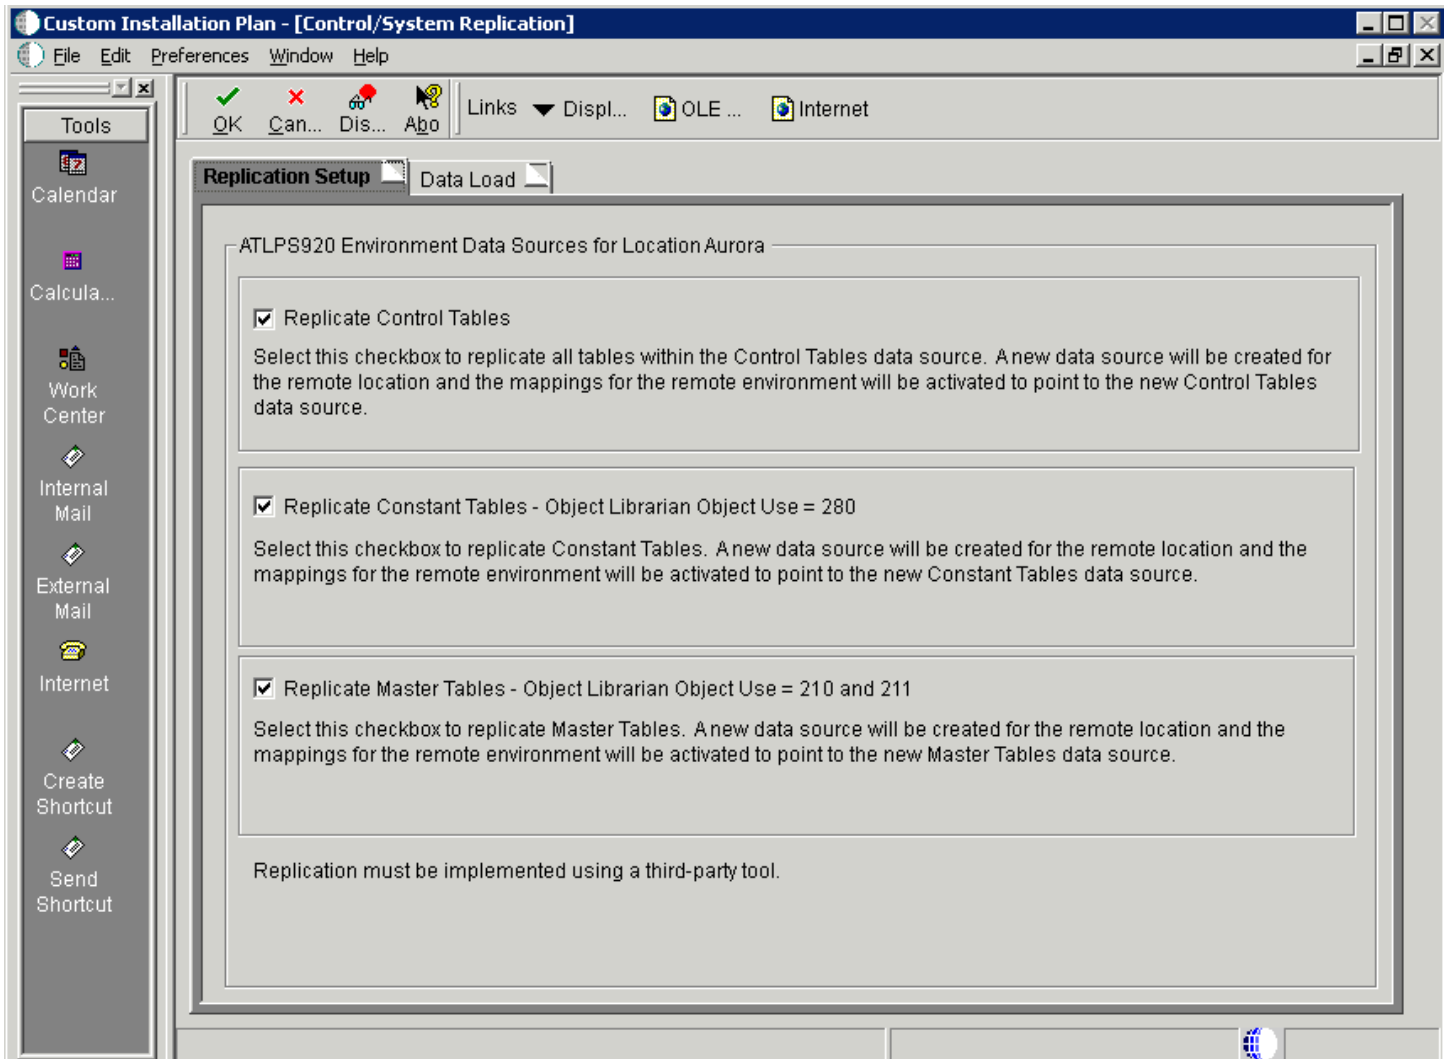 Custom Installation Plan - [Control/System Replication]
File Edit Preferences Window Help
Tools
Calendar
Calcula...
Work
Center
Internal
Mail
External
Mail
Internet
Create
Shortcut
Send
Shortcut
OK Can... Dis... Abo Links Displ... OLE ... Internet
Replication Setup Data Load
ATLPS920 Environment Data Sources for Location Aurora
Replicate Control Tables
Select this checkbox to replicate all tables within the Control Tables data source. A new data source will be created for
the remote location and the mappings for the remote environment will be activated to point to the new Control Tables
data source.
Replicate Constant Tables - Object Librarian Object Use = 280
Select this checkbox to replicate Constant Tables. A new data source will be created for the remote location and the
mappings for the remote environment will be activated to point to the new Constant Tables data source.
Replicate Master Tables - Object Librarian Object Use = 210 and 211
Select this checkbox to replicate Master Tables. A new data source will be created for the remote location and the
mappings for the remote environment will be activated to point to the new Master Tables data source.
Replication must be implemented using a third-party tool.